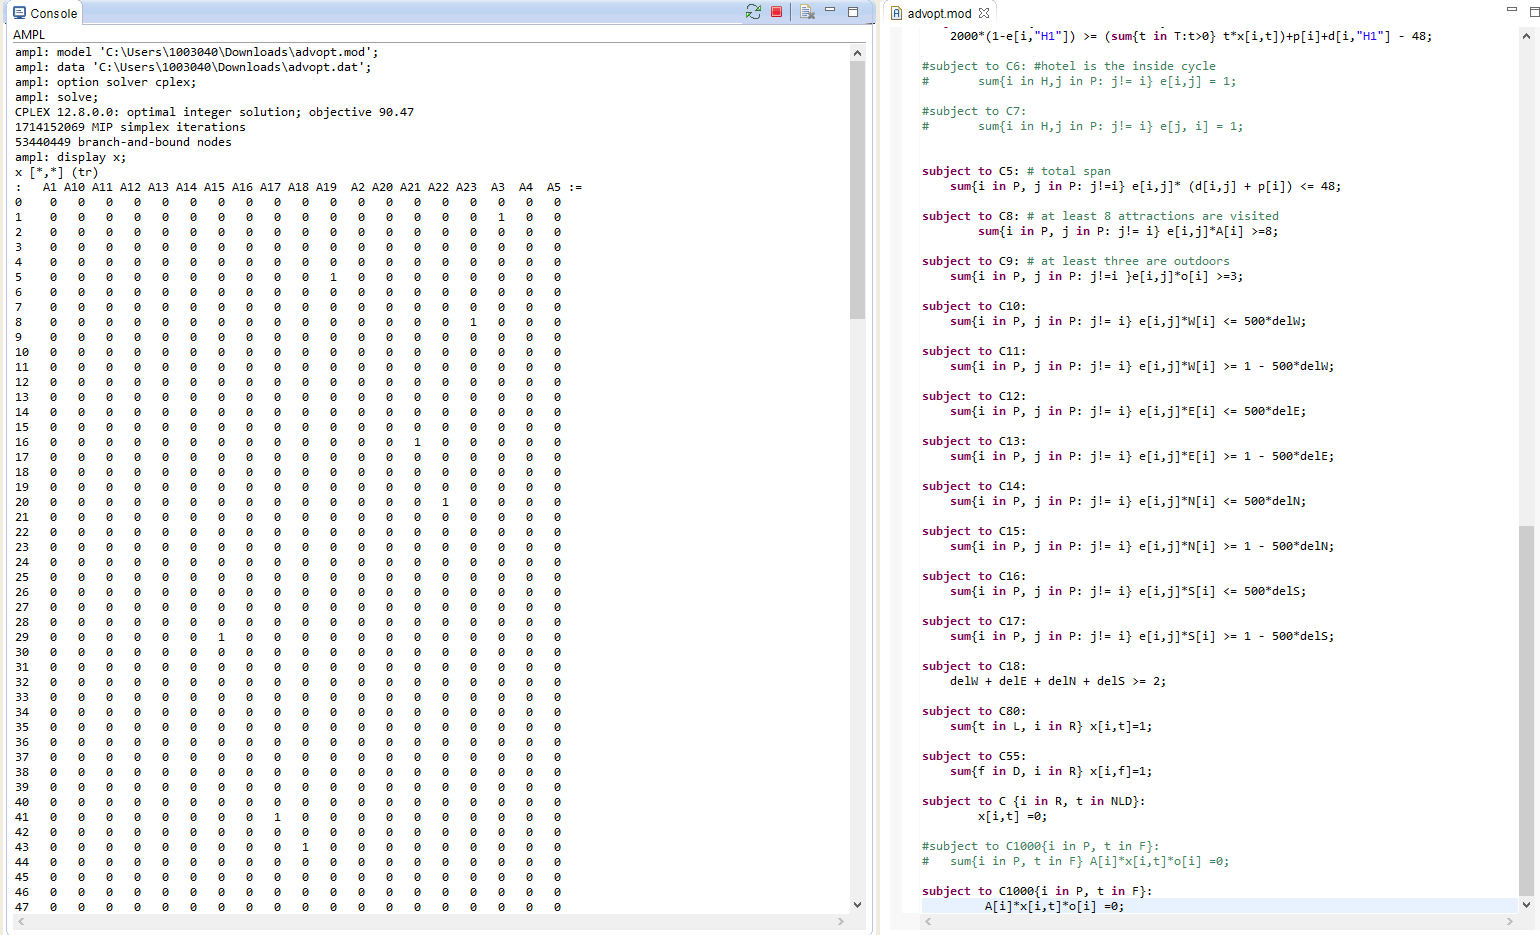 Console
AMPL
ampl: model 'C:\Users\1003040\Downloads\advopt.mod';
ampl: data 'C:\Users\1003040\Downloads\advopt.dat';
ampl: option solver cplex;
ampl: solve;
CPLEX 12.8.0.0: optimal integer solution; objective 90.47
1714152069 MIP simplex iterations
53440449 branch-and-bound nodes
ampl: display x;
x [*,*] (tr)
: A1 A10 A11 A12 A13 A14 A15 A16 A17 A18 A19 A2 A20 A21 A22 A23 A3 A4 A5 :=
0 0 0 0 0 0 0 0 0 0 0 0 0 0 0 0 0 0 0 0
1 0 0 0 0 0 0 0 0 0 0 0 0 0 0 0 0 1 0 0
2 0 0 0 0 0 0 0 0 0 0 0 0 0 0 0 0 0 0 0
3 0 0 0 0 0 0 0 0 0 0 0 0 0 0 0 0 0 0 0
4 0 0 0 0 0 0 0 0 0 0 0 0 0 0 0 0 0 0 0
5 0 0 0 0 0 0 0 0 0 0 1 0 0 0 0 0 0 0 0
6 0 0 0 0 0 0 0 0 0 0 0 0 0 0 0 0 0 0 0
7 0 0 0 0 0 0 0 0 0 0 0 0 0 0 0 0 0 0 0
8 0 0 0 0 0 0 0 0 0 0 0 0 0 0 0 1 0 0 0
9 0 0 0 0 0 0 0 0 0 0 0 0 0 0 0 0 0 0 0
10 0 0 0 0 0 0 0 0 0 0 0 0 0 0 0 0 0 0 0
11 0 0 0 0 0 0 0 0 0 0 0 0 0 0 0 0 0 0 0
12 0 0 0 0 0 0 0 0 0 0 0 0 0 0 0 0 0 0 0
13 0 0 0 0 0 0 0 0 0 0 0 0 0 0 0 0 0 0 0
14 0 0 0 0 0 0 0 0 0 0 0 0 0 0 0 0 0 0 0
15 0 0 0 0 0 0 0 0 0 0 0 0 0 0 0 0 0 0 0
16 0 0 0 0 0 0 0 0 0 0 0 0 0 1 0 0 0 0 0
17 0 0 0 0 0 0 0 0 0 0 0 0 0 0 0 0 0 0 0
18 0 0 0 0 0 0 0 0 0 0 0 0 0 0 0 0 0 0 0
19 0 0 0 0 0 0 0 0 0 0 0 0 0 0 0 0 0 0 0
20 0 0 0 0 0 0 0 0 0 0 0 0 0 0 1 0 0 0 0
21 0 0 0 0 0 0 0 0 0 0 0 0 0 0 0 0 0 0 0
22 0 0 0 0 0 0 0 0 0 0 0 0 0 0 0 0 0 0 0
23 0 0 0 0 0 0 0 0 0 0 0 0 0 0 0 0 0 0 0
24 0 0 0 0 0 0 0 0 0 0 0 0 0 0 0 0 0 0 0
25 0 0 0 0 0 0 0 0 0 0 0 0 0 0 0 0 0 0 0
26 0 0 0 0 0 0 0 0 0 0 0 0 0 0 0 0 0 0 0
27 0 0 0 0 0 0 0 0 0 0 0 0 0 0 0 0 0 0 0
28 0 0 0 0 0 0 0 0 0 0 0 0 0 0 0 0 0 0 0
29 0 0 0 0 0 0 1 0 0 0 0 0 0 0 0 0 0 0 0
30 0 0 0 0 0 0 0 0 0 0 0 0 0 0 0 0 0 0 0
31 0 0 0 0 0 0 0 0 0 0 0 0 0 0 0 0 0 0 0
32 0 0 0 0 0 0 0 0 0 0 0 0 0 0 0 0 0 0 0
33 0 0 0 0 0 0 0 0 0 0 0 0 0 0 0 0 0 0 0
34 0 0 0 0 0 0 0 0 0 0 0 0 0 0 0 0 0 0 0
35 0 0 0 0 0 0 0 0 0 0 0 0 0 0 0 0 0 0 0
36 0 0 0 0 0 0 0 0 0 0 0 0 0 0 0 0 0 0 0
37 0 0 0 0 0 0 0 0 0 0 0 0 0 0 0 0 0 0 0
38 0 0 0 0 0 0 0 0 0 0 0 0 0 0 0 0 0 0 0
39 0 0 0 0 0 0 0 0 0 0 0 0 0 0 0 0 0 0 0
40 0 0 0 0 0 0 0 0 0 0 0 0 0 0 0 0 0 0 0
41 0 0 0 0 0 0 0 0 1 0 0 0 0 0 0 0 0 0 0
42 0 0 0 0 0 0 0 0 0 0 0 0 0 0 0 0 0 0 0
43 0 0 0 0 0 0 0 0 0 1 0 0 0 0 0 0 0 0 0
44 0 0 0 0 0 0 0 0 0 0 0 0 0 0 0 0 0 0 0
45 0 0 0 0 0 0 0 0 0 0 0 0 0 0 0 0 0 0 0
46 0 0 0 0 0 0 0 0 0 0 0 0 0 0 0 0 0 0 0
47 0 0 0 0 0 0 0 0 0 0 0 0 0 0 0 0 0 0 0
advopt.mod
2000*(1-e[i,"H1"]) >= (sum{t in T:t>0} t*x[i,t])+p[i]+d[i,"H1"] - 48;
#subject to C6: #hotel is the inside cycle
# sum{i in H,j in P: j!= i} e[i,j] = 1;
#subject to C7:
# sum{i in H,j in P: j!= i} e[j, i] = 1;
subject to C5: # total span
sum{i in P, j in P: j!=i} e[i,j]* (d[i,j] + p[i]) <= 48;
subject to C8: # at least 8 attractions are visited
sum{i in P, j in P: j!= i} e[i,j]*A[i] >=8;
subject to C9: # at least three are outdoors
sum{i in P, j in P: j!=i }e[i,j]*o[i] >=3;
subject to C10:
sum{i in P, j in P: j!= i} e[i,j]*W[i] <= 500*delW;
subject to C11:
sum{i in P, j in P: j!= i} e[i,j]*W[i] >= 1 - 500*delW;
subject to C12:
sum{i in P, j in P: j!= i} e[i,j]*E[i] <= 500*delE;
subject to C13:
sum{i in P, j in P: j!= i} e[i,j]*E[i] >= 1 - 500*delE;
subject to C14:
sum{i in P, j in P: j!= i} e[i,j]*N[i] <= 500*delN;
subject to C15:
sum{i in P, j in P: j!= i} e[i,j]*N[i] >= 1 - 500*delN;
subject to C16:
sum{i in P, j in P: j!= i} e[i,j]*S[i] <= 500*delS;
subject to C17:
sum{i in P, j in P: j!= i} e[i,j]*S[i] >= 1 - 500*delS;
subject to C18:
delW + delE + delN + delS >= 2;
subject to C80:
sum{t in L, i in R} x[i,t]=1;
subject to C55:
sum{f in D, i in R} x[i,f]=1;
subject to C {i in R, t in NLD}:
x[i,t] =0;
#subject to C1000{i in P, t in F}:
# sum{i in P, t in F} A[i]*x[i,t]*o[i] =0;
subject to C1000{i in P, t in F}:
A[i]*x[i,t]*o[i] =0;